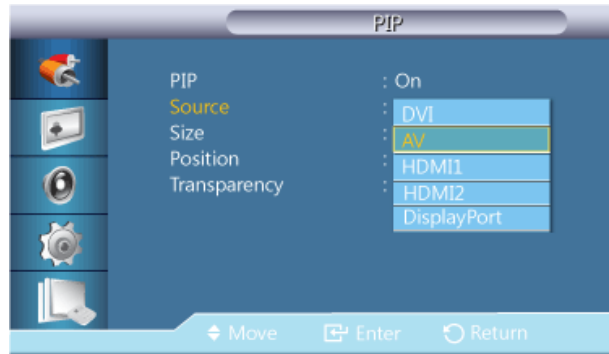 PIP
PIP : On
Source : DVI
Size : AV
Position : HDMI1
Transparency : HDMI2
DisplayPort
Move Enter Return